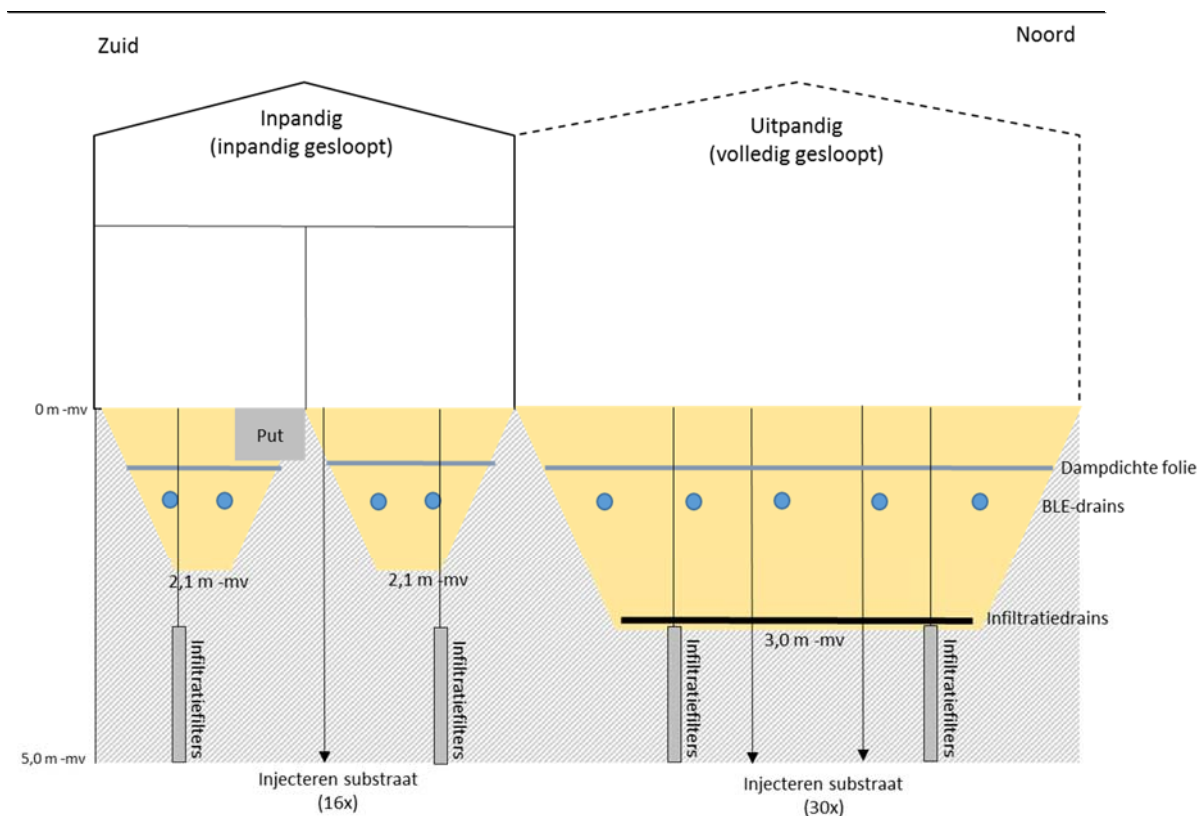 Zuid
Noord
Inpandig
(inpandig gesloopt)
Uitpandig
(volledig gesloopt)
0 m -mv
Put
Dampdichte folie
BLE-drains
2,1 m -mv
2,1 m -mv
Infiltratiedrains
3,0 m -mv
Infiltratiefilters
Infiltratiefilters
Infiltratiefilters
Infiltratiefilters
5,0 m -mv
Injecteren substraat
(16x)
Injecteren substraat
(30x)